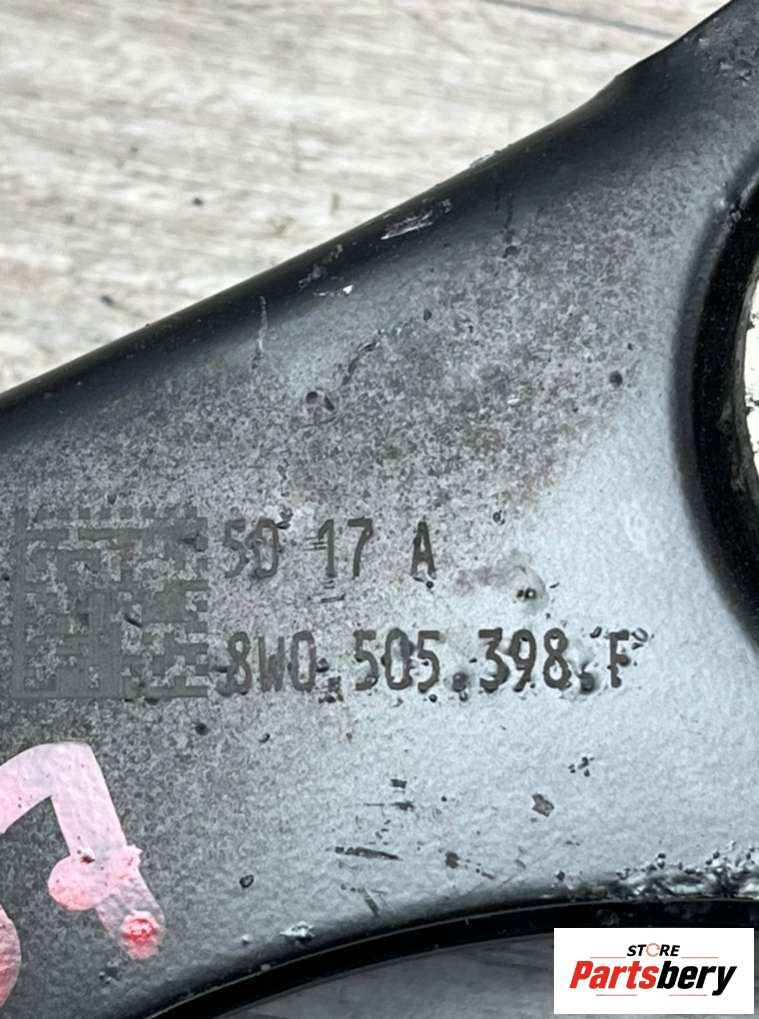 50 17 A
8W0.505.398.F
STORE
Partsbery